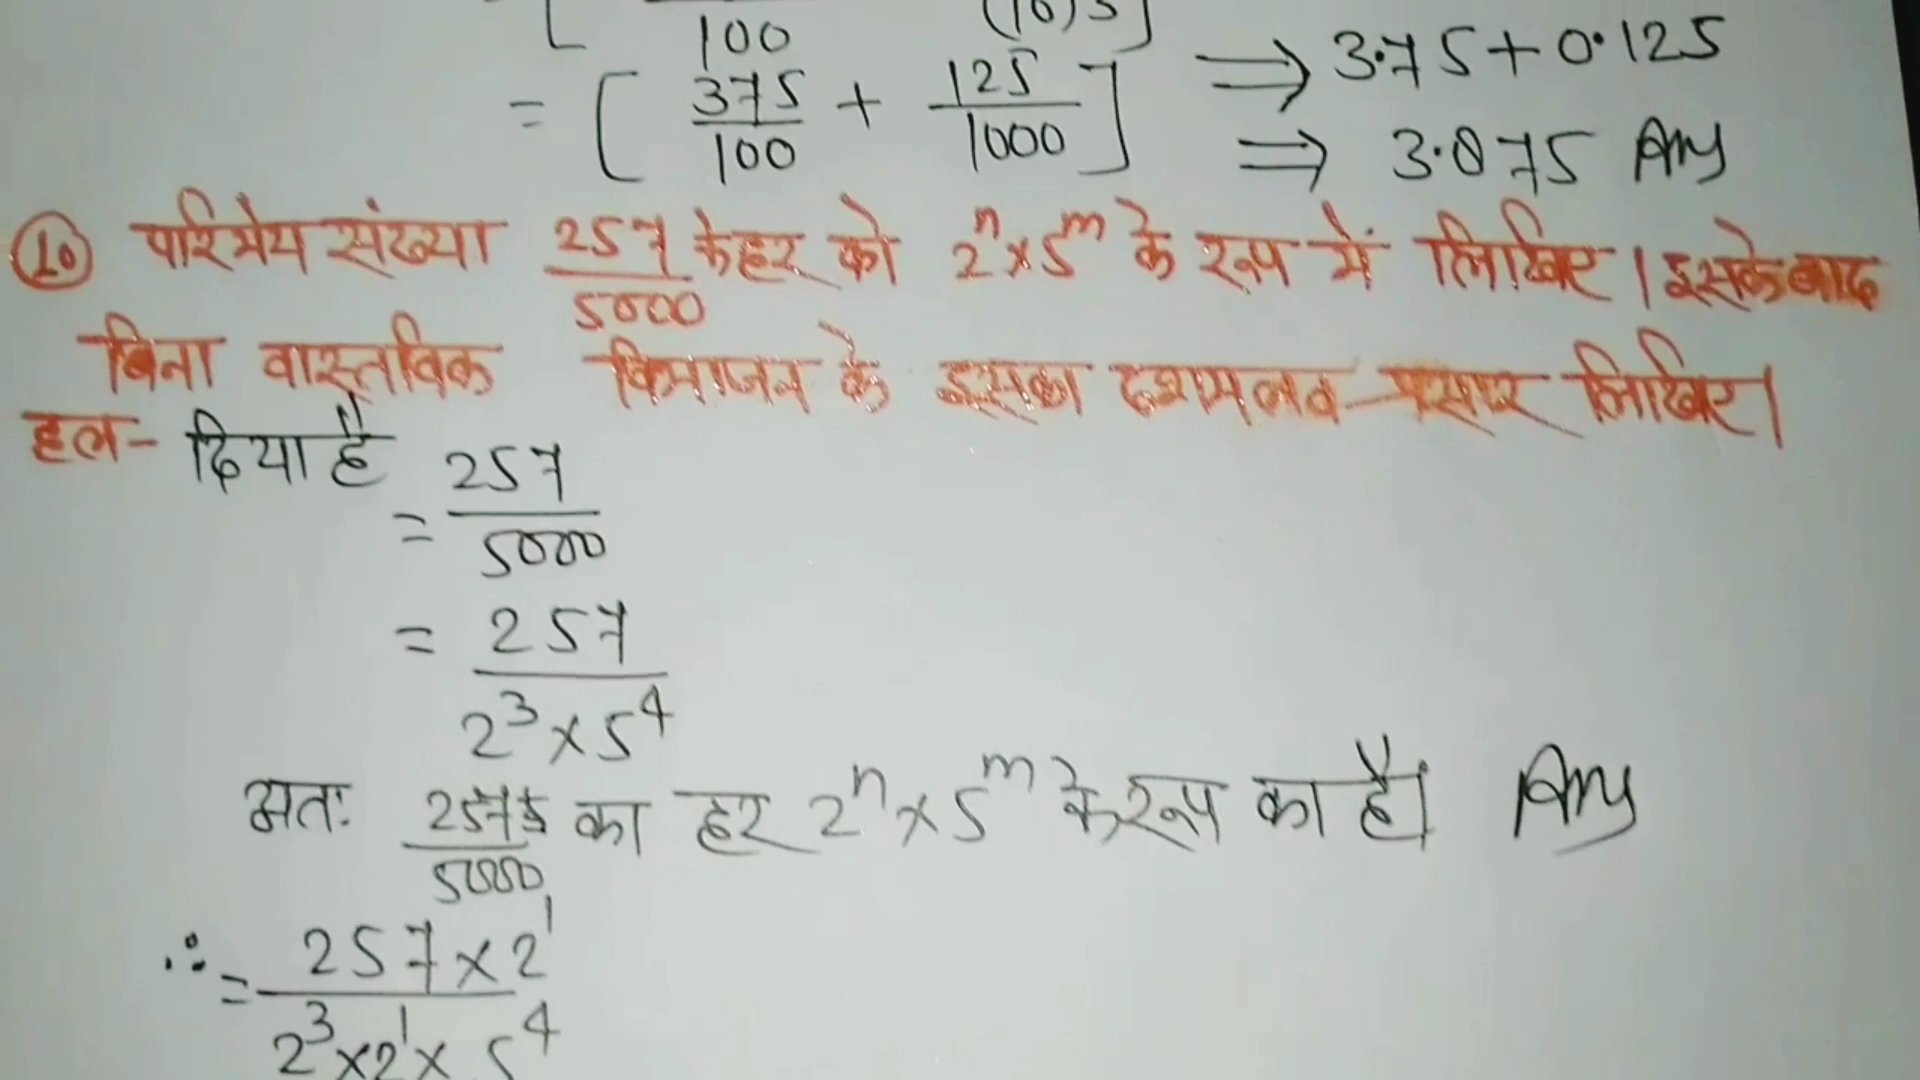 100 (10)3]
= [375/100 + 125/1000] ⇒ 3.75+0.125
⇒ 3.875 Ans
(10) परिमेय संख्या 257/5000 के हर को 2ⁿ×5ᵐ के रूप में लिखिए। इसके बाद
बिना वास्तविक विभाजन के इसका दशमलव-प्रसार लिखिए।
हल- दिया है
= 257/5000
= 257/2³×5⁴
अतः 257/5000 का हर 2ⁿ×5ᵐ के रूप का है। Ans
∴ = 257×2¹/2³×2¹×5⁴